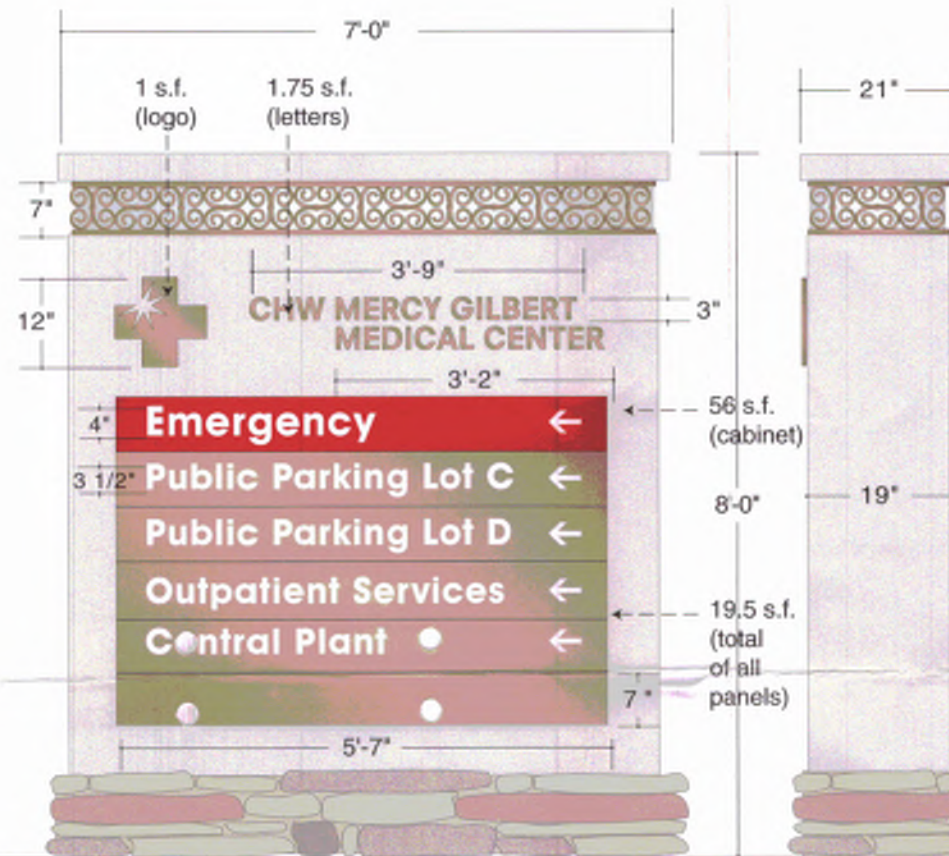 7'-0"
1 s.f.
(logo)
1.75 s.f.
(letters)
21"
7"
3'-9"
12"
CHW MERCY GILBERT
MEDICAL CENTER
3"
3'-2"
4"
Emergency ←
56 s.f.
(cabinet)
3 1/2"
Public Parking Lot C ←
8'-0"
19"
Public Parking Lot D ←
Outpatient Services ←
19.5 s.f.
(total
of all
panels)
Central Plant ←
7"
5'-7"